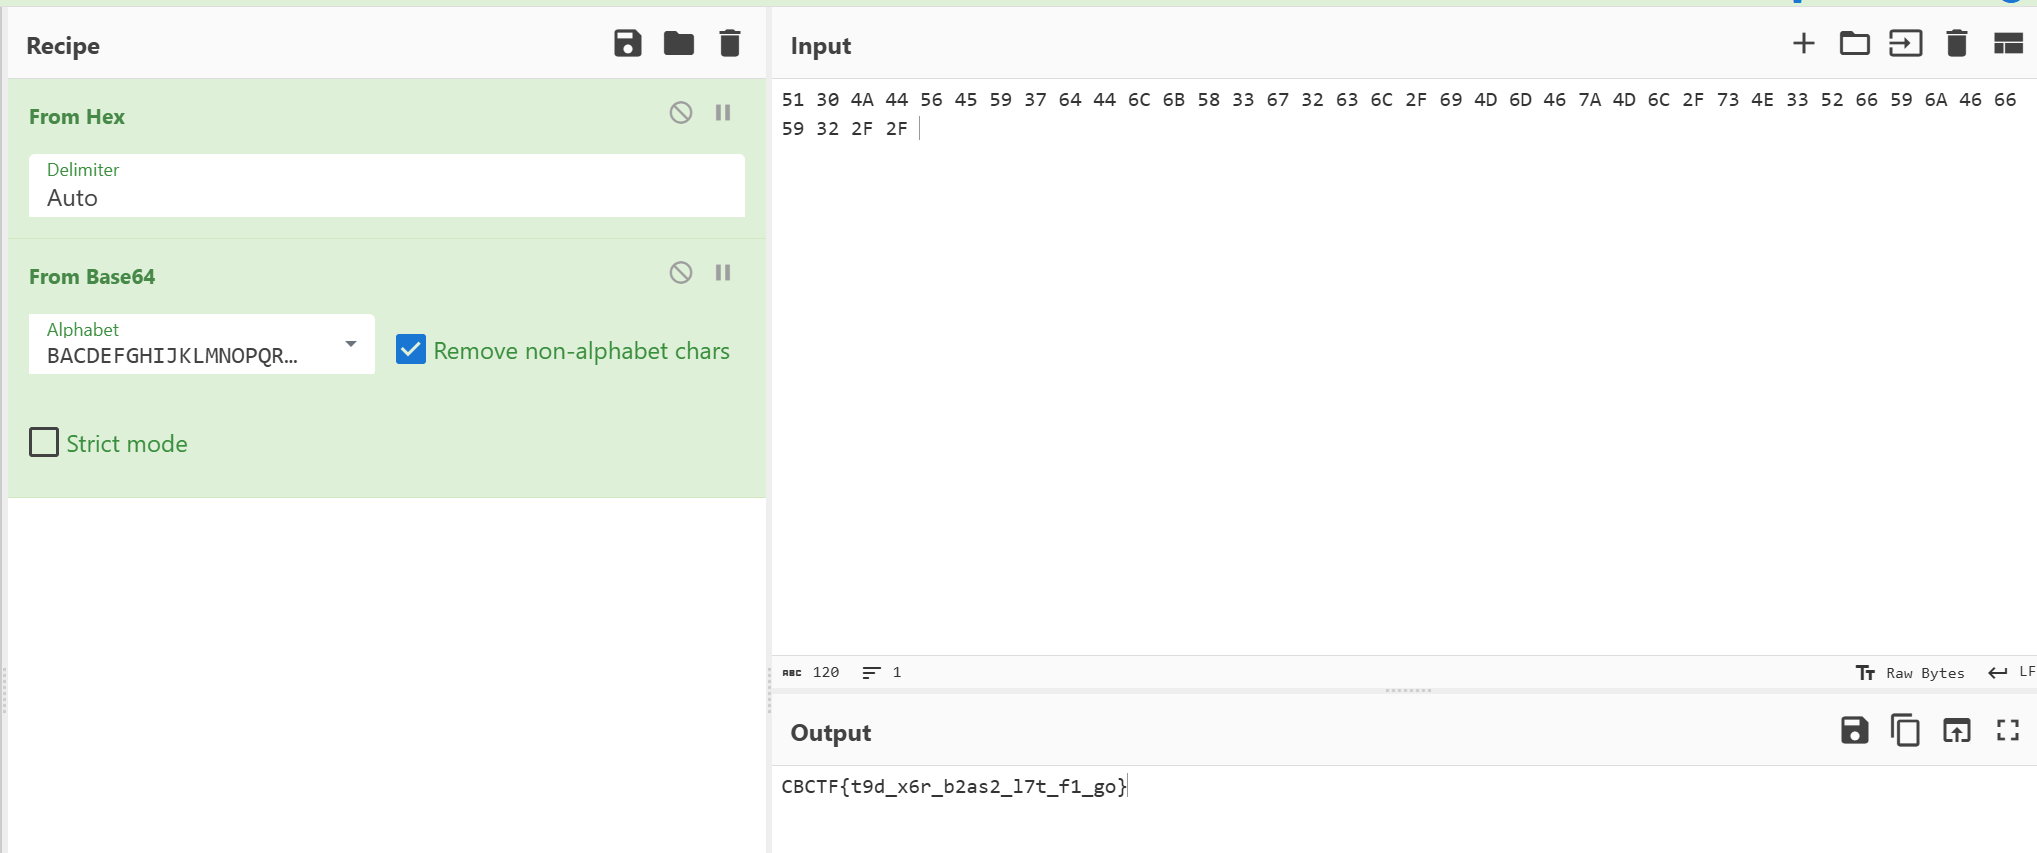 Recipe
From Hex
Delimiter
Auto
From Base64
Alphabet
BACDEFGHIJKLMNOPQR…
Remove non-alphabet chars
Strict mode
Input
51 30 4A 44 56 45 59 37 64 44 6C 6B 58 33 67 32 63 6C 2F 69 4D 6D 46 7A 4D 6C 2F 73 4E 33 52 66 59 6A 46 66
59 32 2F 2F
ABC 120 1
Tт Raw Bytes LF
Output
CBCTF{t9d_x6r_b2as2_l7t_f1_go}